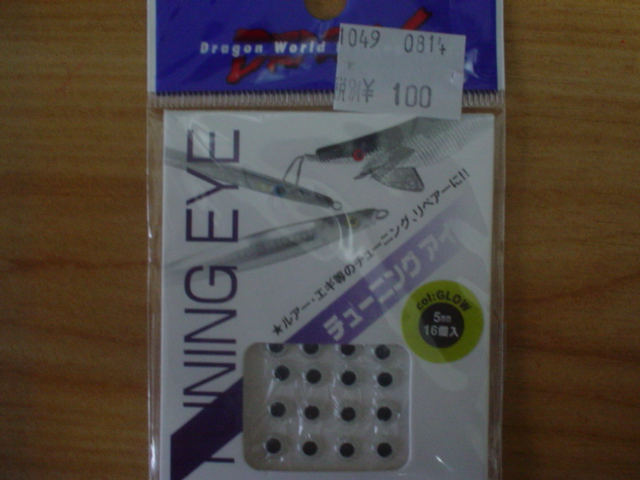 Dragon World
1049 0814
税別¥ 100
NING EYE
★ルアー・エギ等のチューニング、リペアーに!!
チューニング アイ
col:GLOW
5mm
16個入